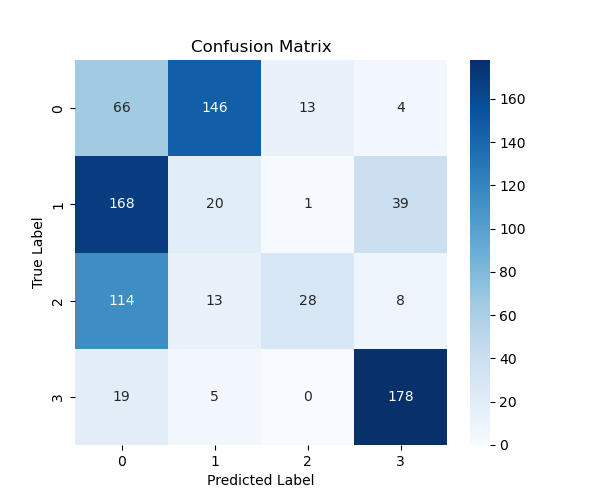 Confusion Matrix
0 66 146 13 4
1 168 20 1 39
2 114 13 28 8
3 19 5 0 178
0 1 2 3
True Label
Predicted Label
160
140
120
100
80
60
40
20
0